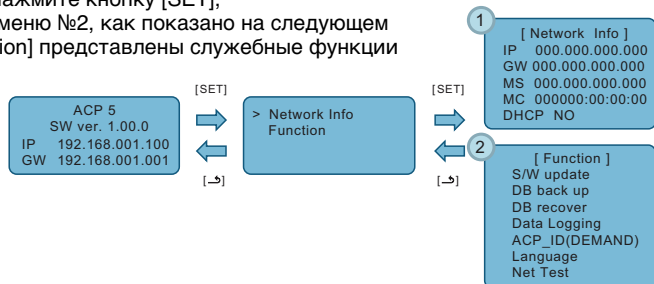 нажмите кнопку [SET],
меню №2, как показано на следующем
ion] представлены служебные функции
[SET]
ACP 5
SW ver. 1.00.0
IP 192.168.001.100
GW 192.168.001.001
[⤴]
> Network Info
Function
[SET]
[⤴]
1
[ Network Info ]
IP 000.000.000.000
GW 000.000.000.000
MS 000.000.000.000
MC 000000:00:00:00
DHCP NO
2
[ Function ]
S/W update
DB back up
DB recover
Data Logging
ACP_ID(DEMAND)
Language
Net Test